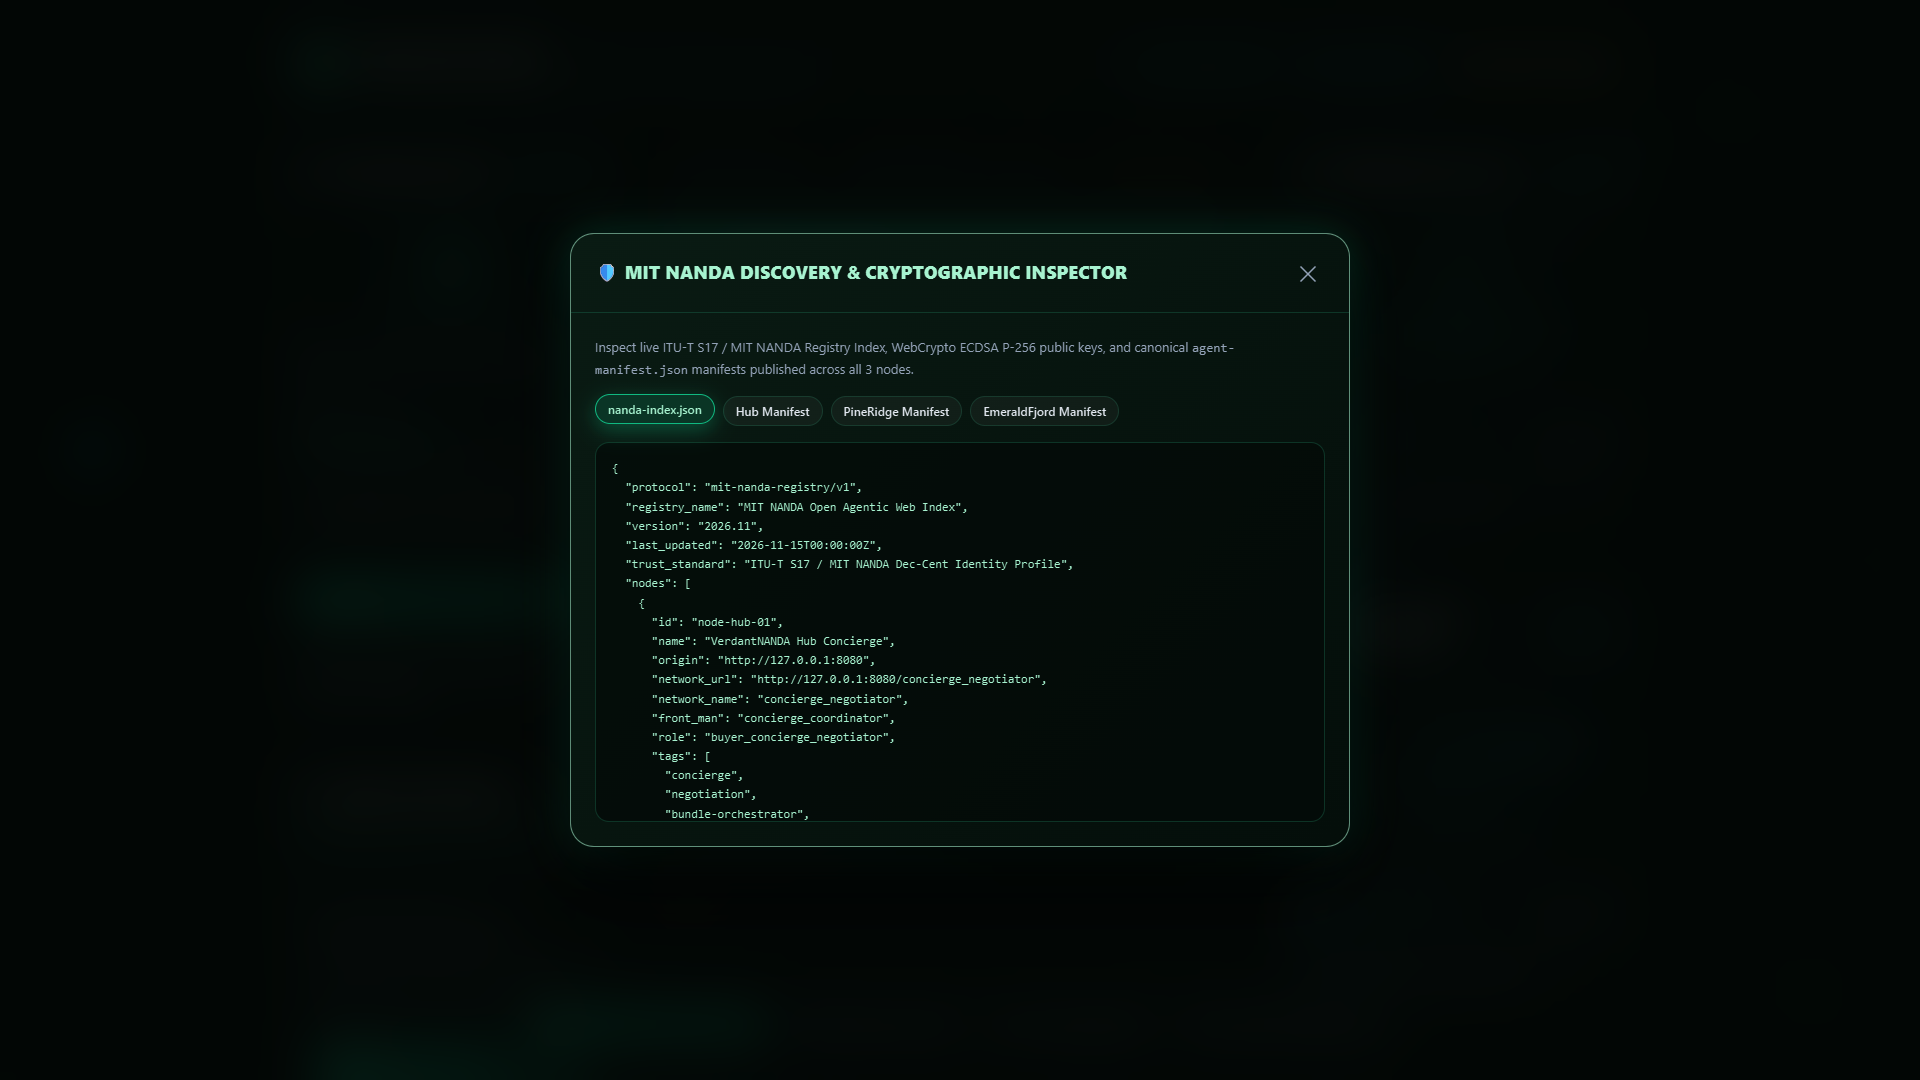 MIT NANDA DISCOVERY & CRYPTOGRAPHIC INSPECTOR
Inspect live ITU-T S17 / MIT NANDA Registry Index, WebCrypto ECDSA P-256 public keys, and canonical agent-
manifest.json manifests published across all 3 nodes.
nanda-index.json Hub Manifest PineRidge Manifest EmeraldFjord Manifest
{
  "protocol": "mit-nanda-registry/v1",
  "registry_name": "MIT NANDA Open Agentic Web Index",
  "version": "2026.11",
  "last_updated": "2026-11-15T00:00:00Z",
  "trust_standard": "ITU-T S17 / MIT NANDA Dec-Cent Identity Profile",
  "nodes": [
    {
      "id": "node-hub-01",
      "name": "VerdantNANDA Hub Concierge",
      "origin": "http://127.0.0.1:8080",
      "network_url": "http://127.0.0.1:8080/concierge_negotiator",
      "network_name": "concierge_negotiator",
      "front_man": "concierge_coordinator",
      "role": "buyer_concierge_negotiator",
      "tags": [
        "concierge",
        "negotiation",
        "bundle-orchestrator",